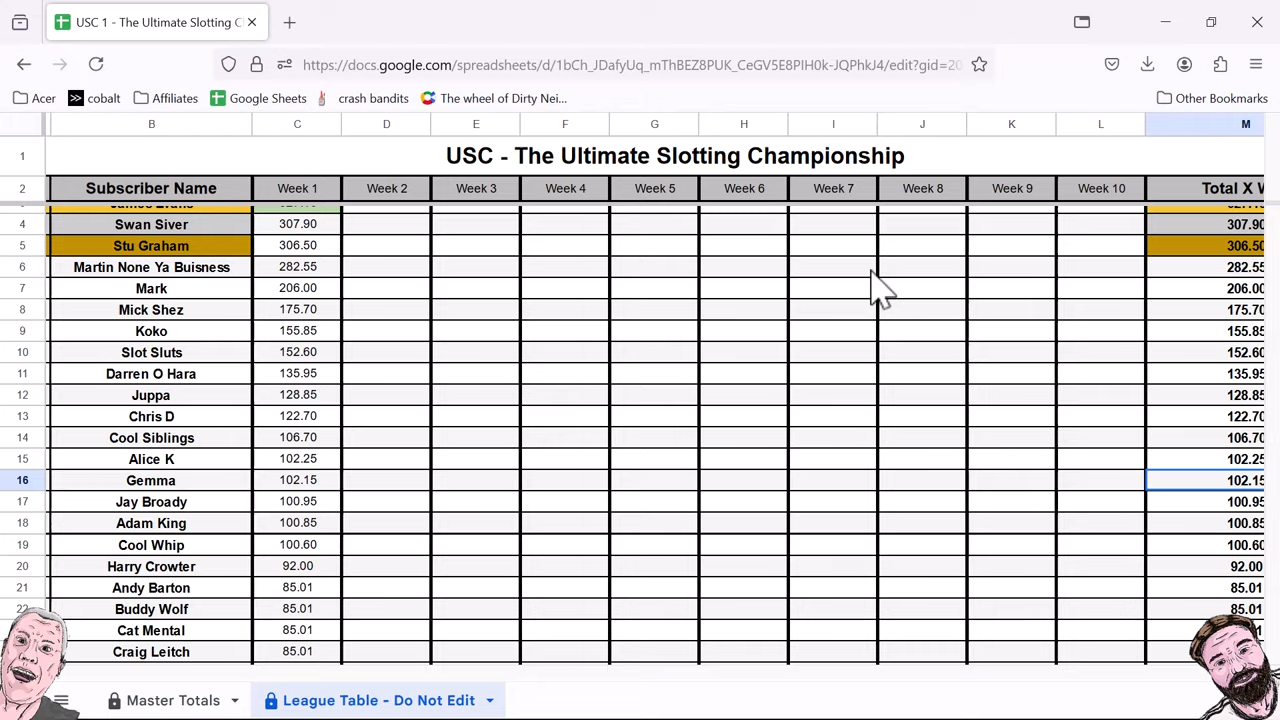 USC 1 - The Ultimate Slotting C
https://docs.google.com/spreadsheets/d/1bCh_JDafyUq_mThBEZ8PUK_CeGV5E8PIH0k-JQPhkJ4/edit?gid=20
Acer cobalt Affiliates Google Sheets crash bandits The wheel of Dirty Nei... Other Bookmarks
B C D E F G H I J K L M
1 USC - The Ultimate Slotting Championship
2 Subscriber Name Week 1 Week 2 Week 3 Week 4 Week 5 Week 6 Week 7 Week 8 Week 9 Week 10 Total X W
4 Swan Siver 307.90 307.90
5 Stu Graham 306.50 306.50
6 Martin None Ya Buisness 282.55 282.55
7 Mark 206.00 206.00
8 Mick Shez 175.70 175.70
9 Koko 155.85 155.85
10 Slot Sluts 152.60 152.60
11 Darren O Hara 135.95 135.95
12 Juppa 128.85 128.85
13 Chris D 122.70 122.70
14 Cool Siblings 106.70 106.70
15 Alice K 102.25 102.25
16 Gemma 102.15 102.15
17 Jay Broady 100.95 100.95
18 Adam King 100.85 100.85
19 Cool Whip 100.60 100.60
20 Harry Crowter 92.00 92.00
21 Andy Barton 85.01 85.01
22 Buddy Wolf 85.01 85.01
Cat Mental 85.01
Craig Leitch 85.01
Master Totals League Table - Do Not Edit